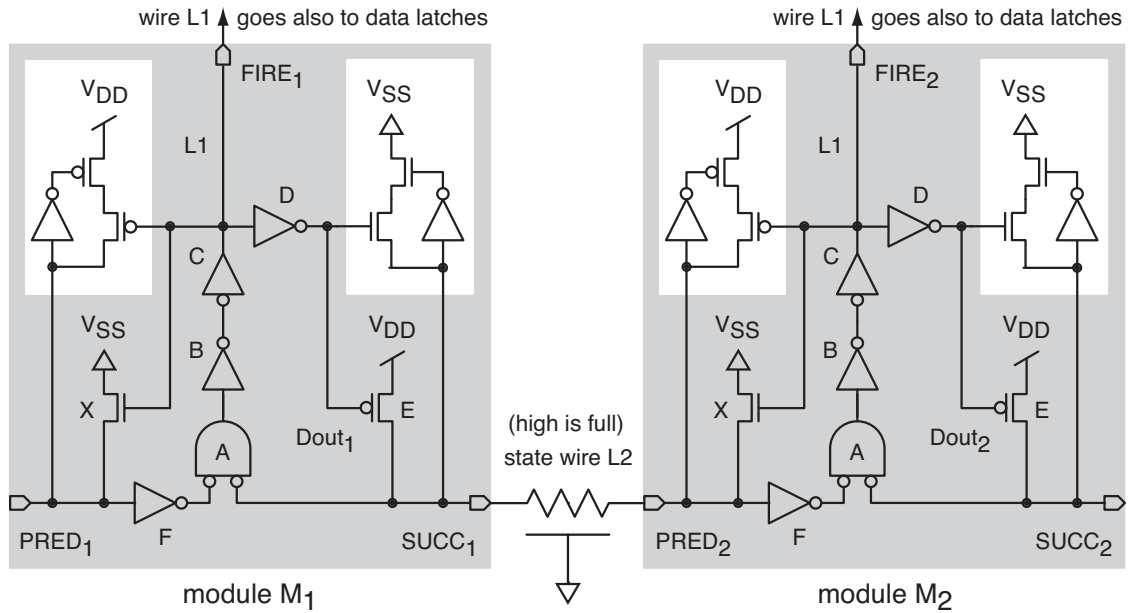 wire L1 goes also to data latches
wire L1 goes also to data latches
FIRE1
FIRE2
VDD
VSS
VDD
VSS
L1
L1
D
D
C
C
VSS
VDD
VSS
VDD
B
B
X
E
X
E
(high is full)
Dout1
Dout2
A
A
state wire L2
PRED1
F
SUCC1
PRED2
F
SUCC2
module M1
module M2